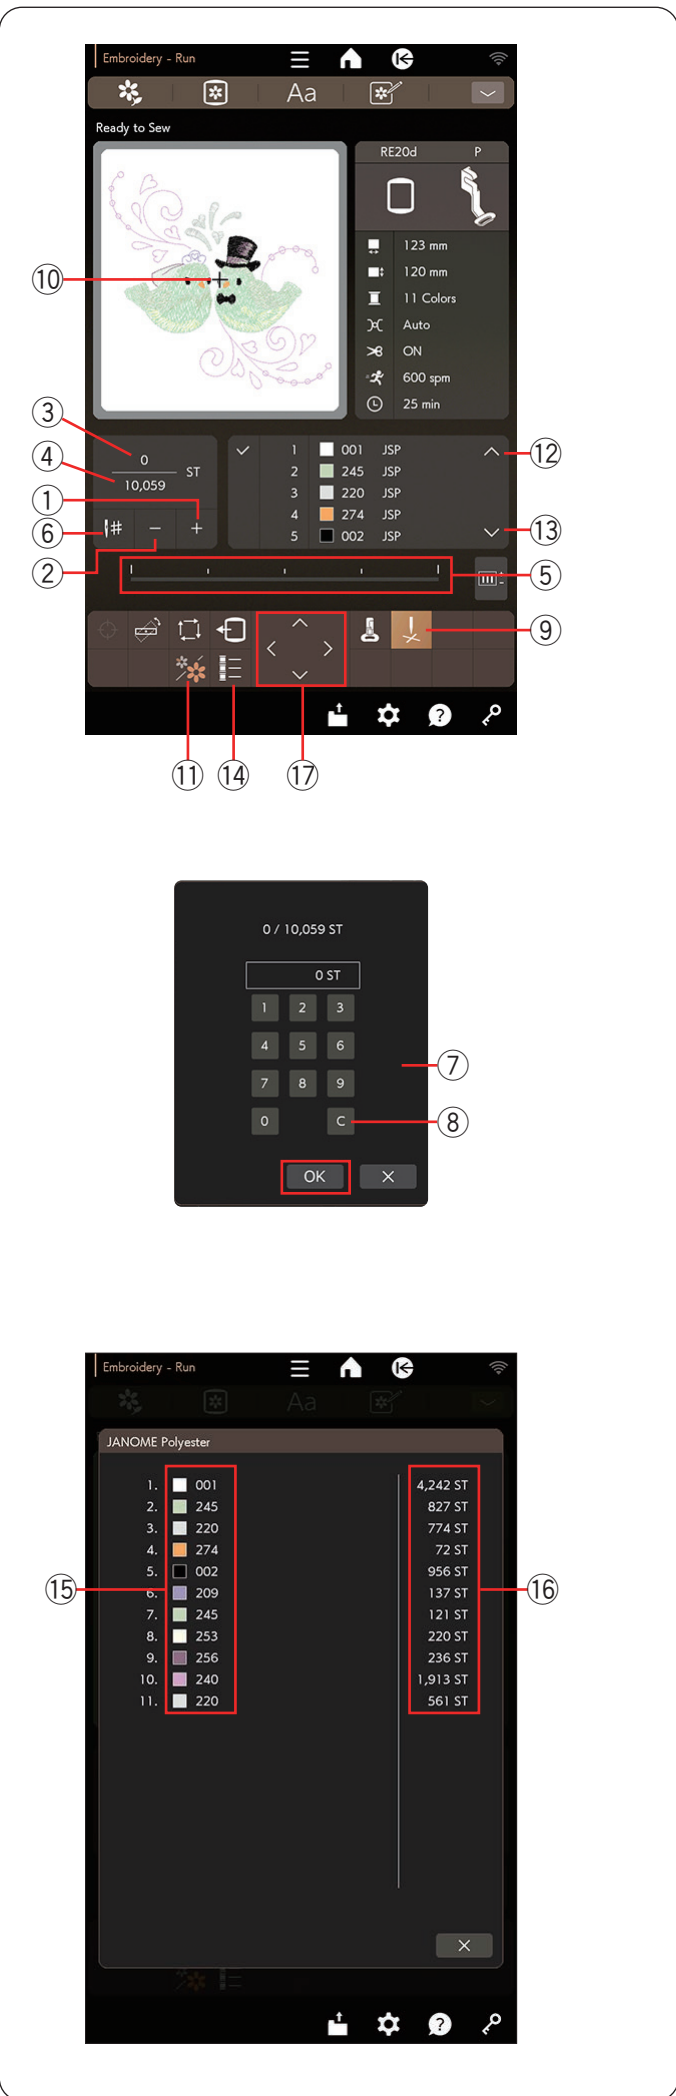 Embroidery - Run
Aa
Ready to Sew
RE20d P
123 mm
120 mm
11 Colors
Auto
ON
600 spm
25 min
⑩
③
④
①
⑥
②
0
10,059
ST
− +
1 001 JSP
2 245 JSP
3 220 JSP
4 274 JSP
5 002 JSP
⑫
⑬
⑤
⑨
⑪ ⑭ ⑰
0 / 10,059 ST
0 ST
1 2 3
4 5 6
7 8 9
0 C
OK ×
⑦
⑧
Embroidery - Run
Aa
JANOME Polyester
1. 001 4,242 ST
2. 245 827 ST
3. 220 774 ST
4. 274 72 ST
5. 002 956 ST
6. 209 137 ST
7. 245 121 ST
8. 253 220 ST
9. 256 236 ST
10. 240 1,913 ST
11. 220 561 ST
⑮ ⑯
×